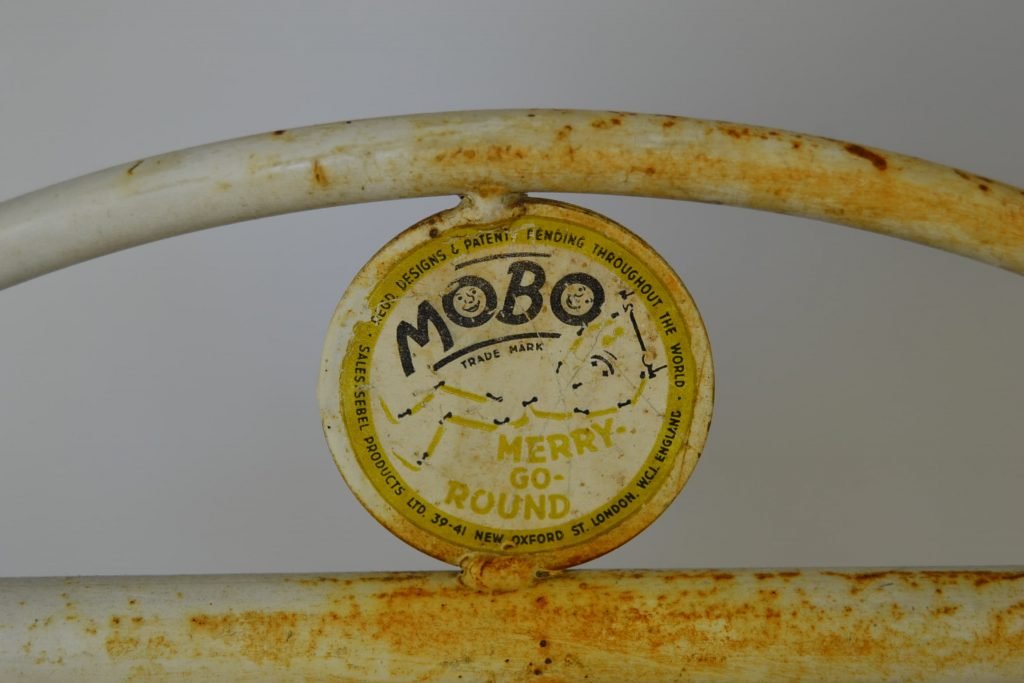 REGD DESIGNS & PATENTS PENDING THROUGHOUT THE WORLD
MOBO
TRADE MARK
MERRY-
GO-
ROUND
SALES SEBEL PRODUCTS LTD. 39-41 NEW OXFORD ST. LONDON. W.C.1. ENGLAND